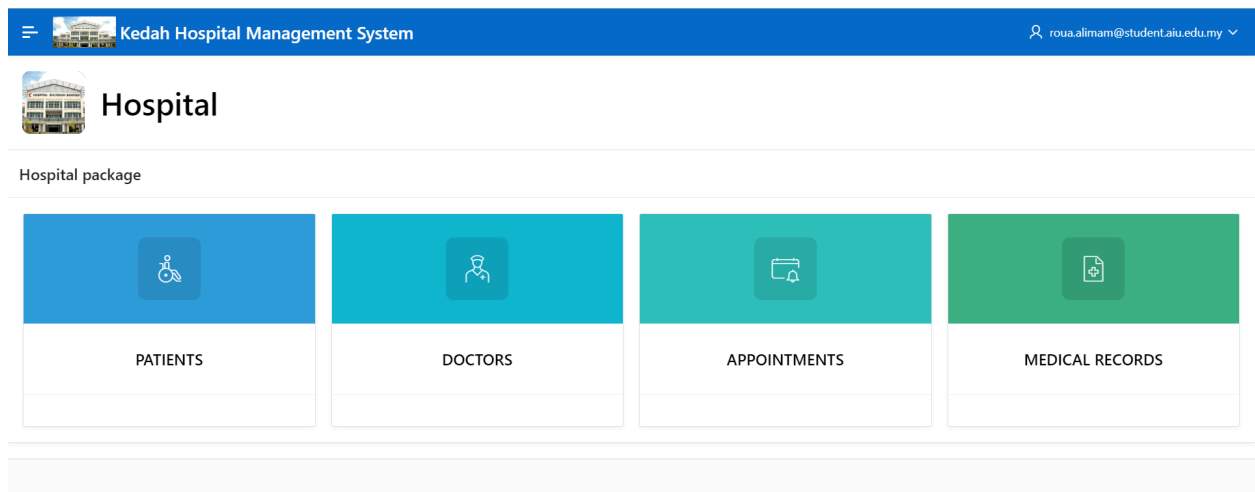 Kedah Hospital Management System
roua.alimam@student.aiu.edu.my
Hospital
Hospital package
PATIENTS
DOCTORS
APPOINTMENTS
MEDICAL RECORDS